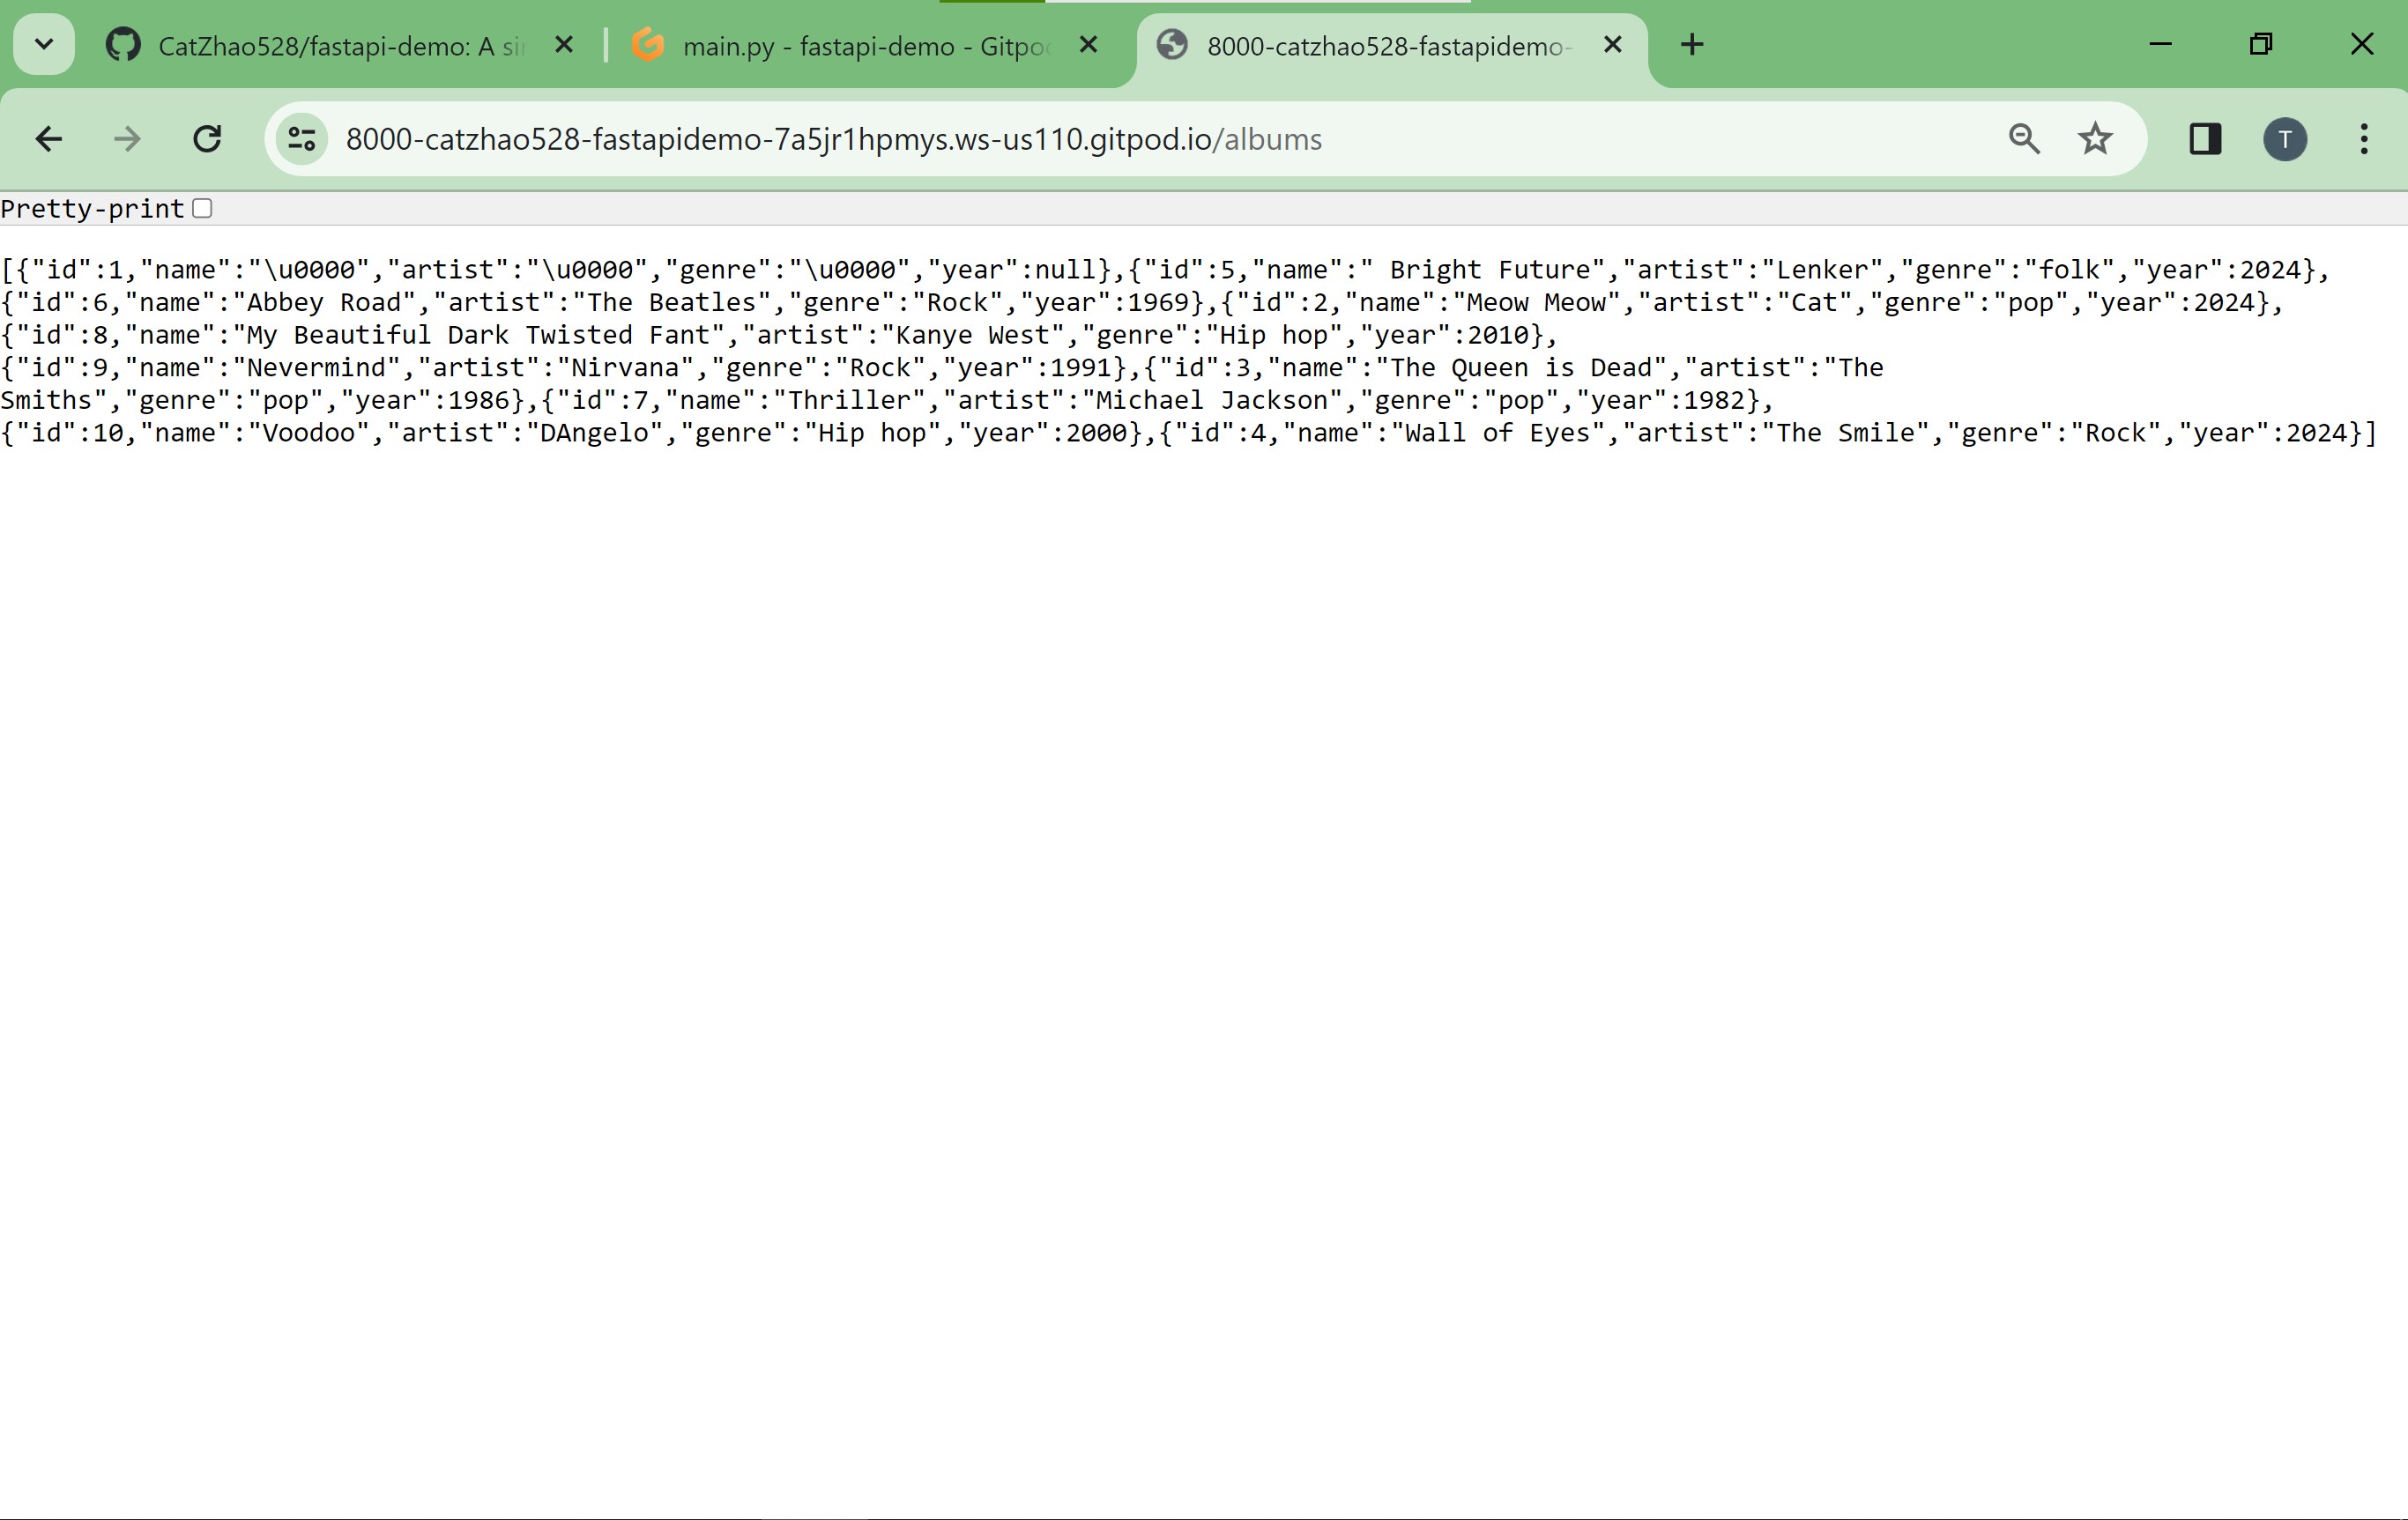 CatZhao528/fastapi-demo: A
main.py - fastapi-demo - Gitpod
8000-catzhao528-fastapidemo-
8000-catzhao528-fastapidemo-7a5jr1hpmys.ws-us110.gitpod.io/albums
T
Pretty-print
[{"id":1,"name":"\u0000","artist":"\u0000","genre":"\u0000","year":null},{"id":5,"name":" Bright Future","artist":"Lenker","genre":"folk","year":2024},
{"id":6,"name":"Abbey Road","artist":"The Beatles","genre":"Rock","year":1969},{"id":2,"name":"Meow Meow","artist":"Cat","genre":"pop","year":2024},
{"id":8,"name":"My Beautiful Dark Twisted Fant","artist":"Kanye West","genre":"Hip hop","year":2010},
{"id":9,"name":"Nevermind","artist":"Nirvana","genre":"Rock","year":1991},{"id":3,"name":"The Queen is Dead","artist":"The
Smiths","genre":"pop","year":1986},{"id":7,"name":"Thriller","artist":"Michael Jackson","genre":"pop","year":1982},
{"id":10,"name":"Voodoo","artist":"DAngelo","genre":"Hip hop","year":2000},{"id":4,"name":"Wall of Eyes","artist":"The Smile","genre":"Rock","year":2024}]